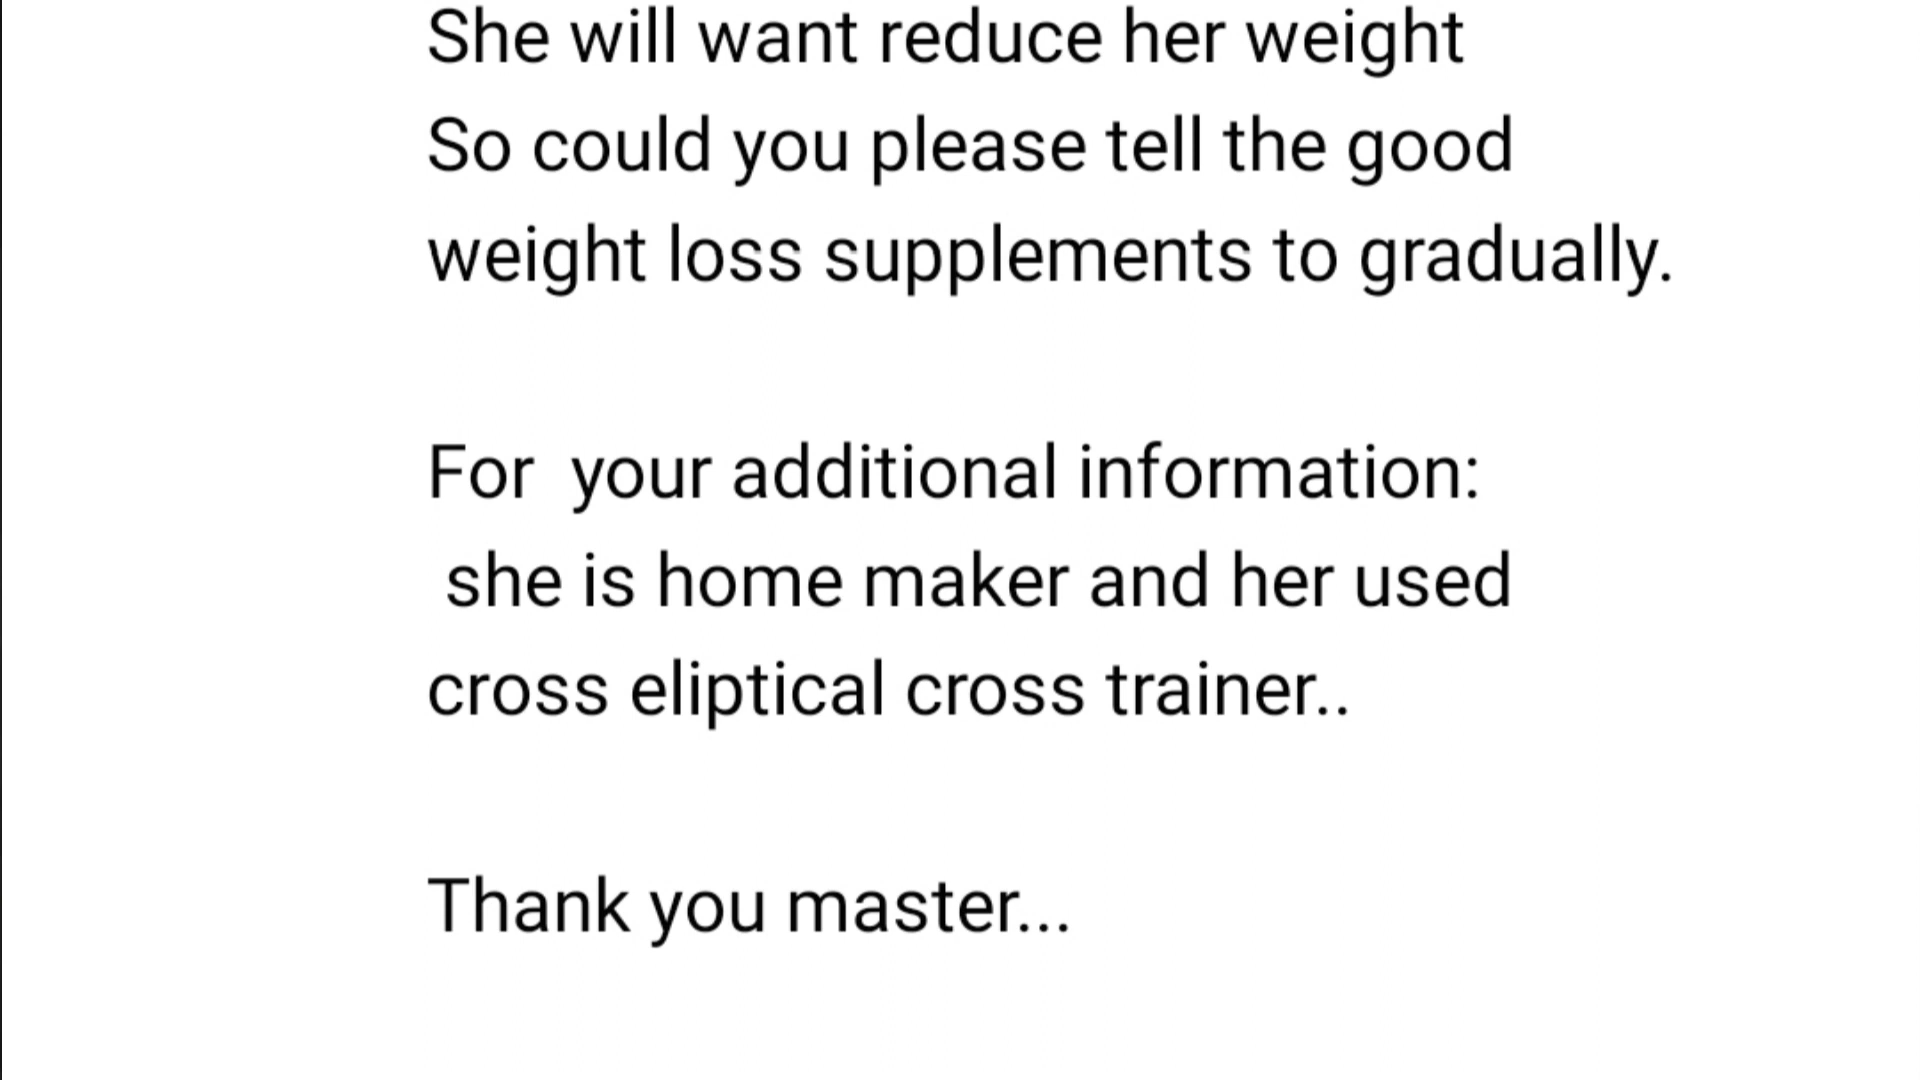 She will want reduce her weight
So could you please tell the good
weight loss supplements to gradually.
For  your additional information:
she is home maker and her used
cross eliptical cross trainer..
Thank you master...